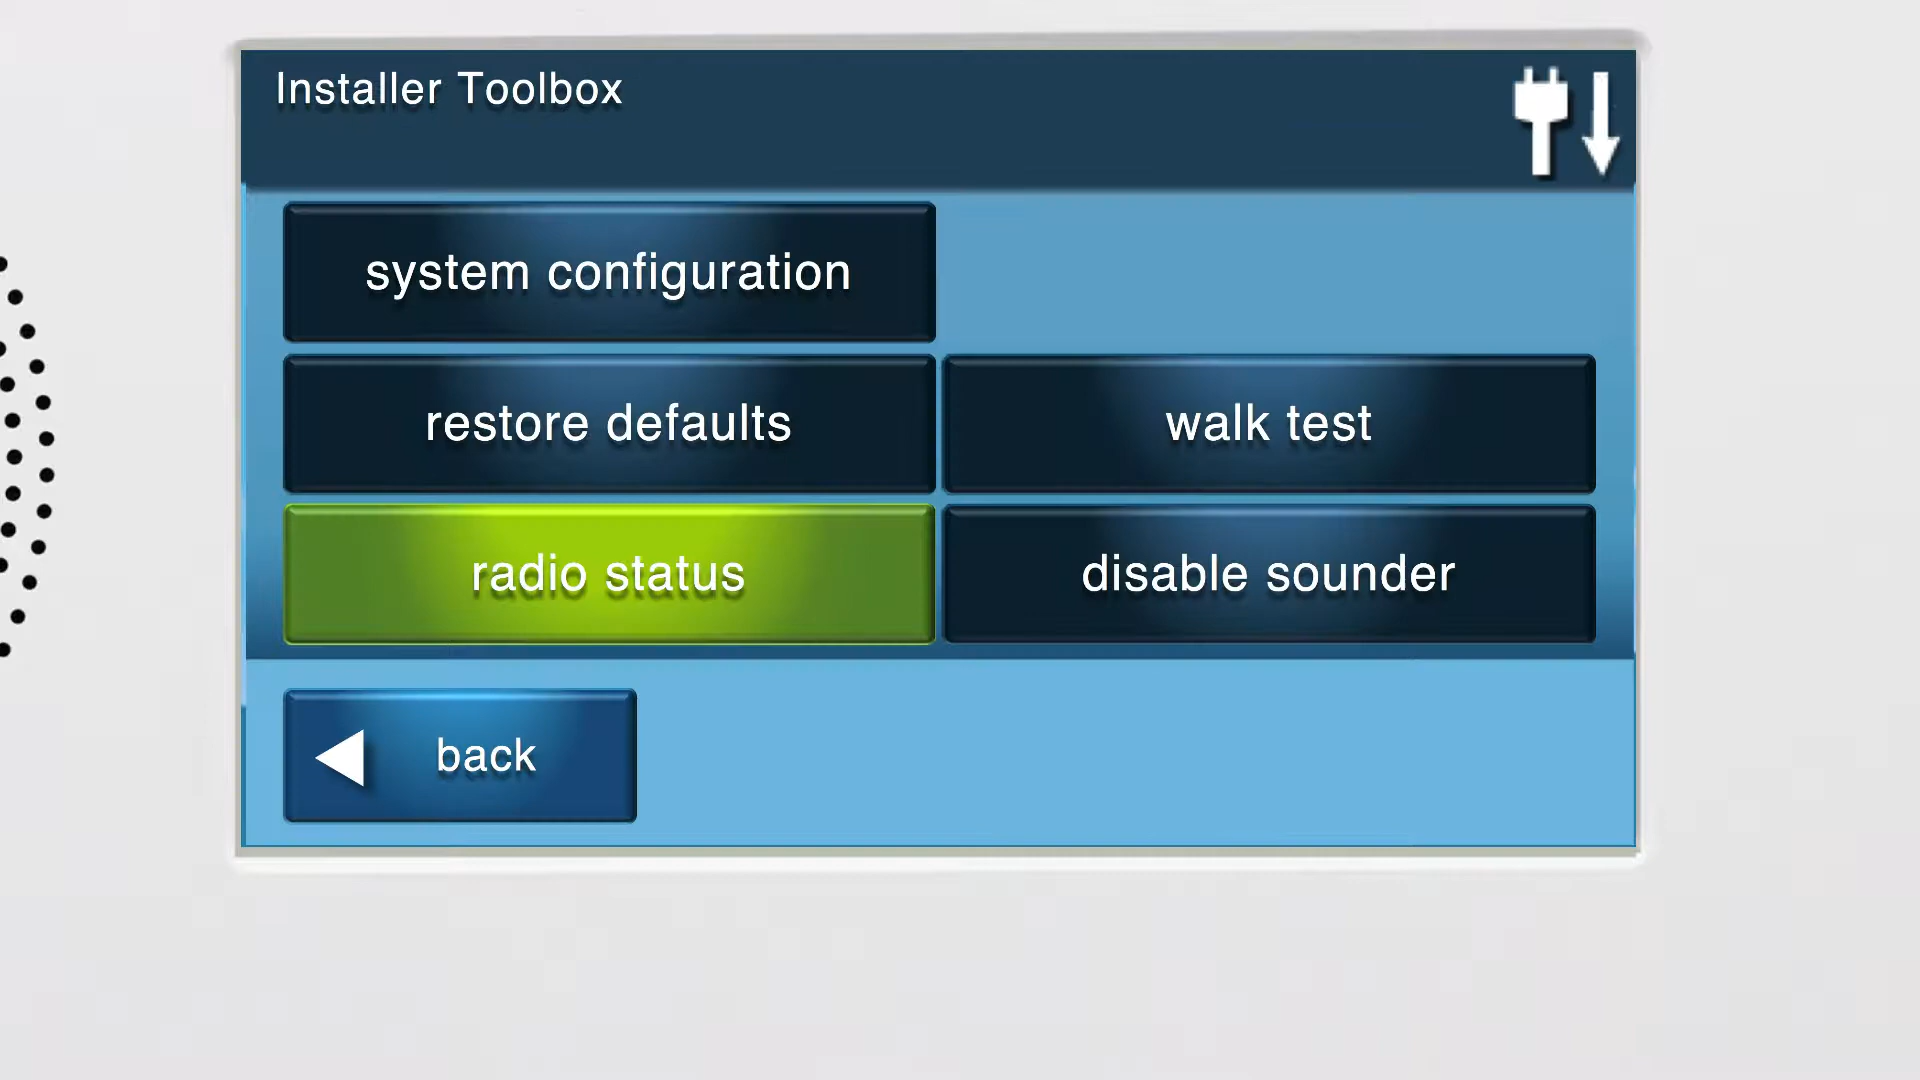 Installer Toolbox
system configuration
restore defaults
walk test
radio status
disable sounder
back